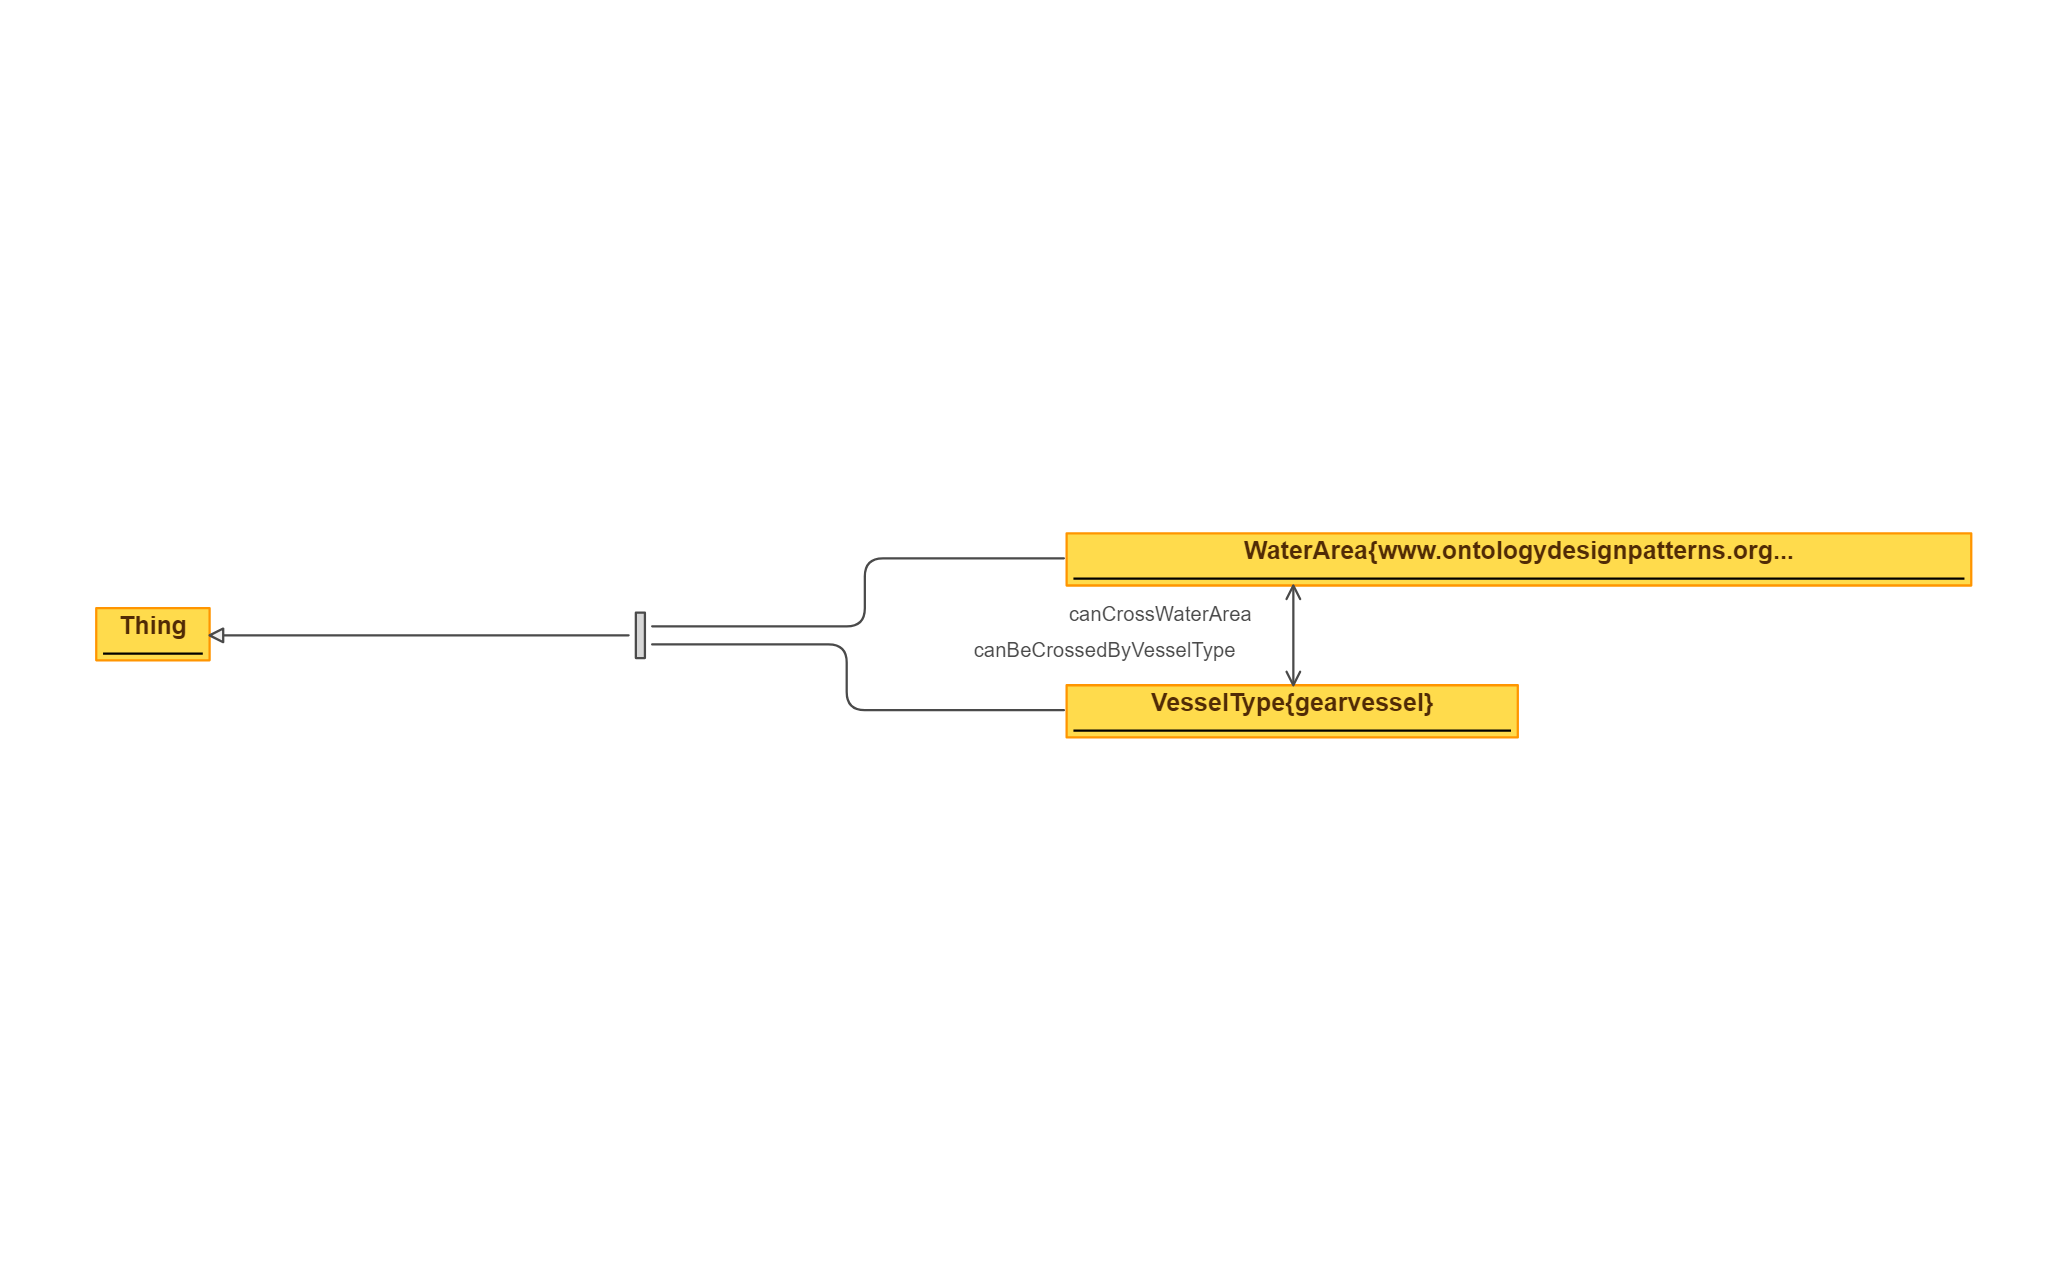 WaterArea{www.ontologydesignpatterns.org...
Thing
canCrossWaterArea
canBeCrossedByVesselType
VesselType{gearvessel}